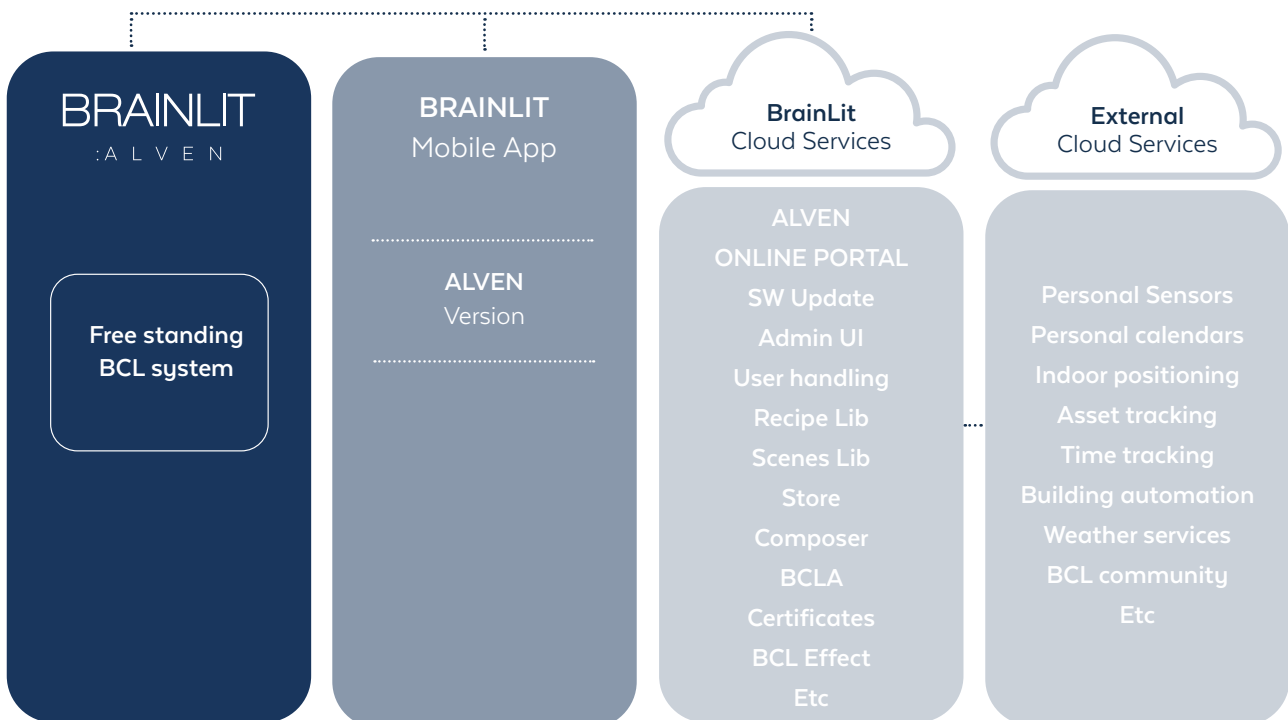 BRAINLIT
:ALVEN
Free standing
BCL system
BRAINLIT
Mobile App
ALVEN
Version
BrainLit
Cloud Services
ALVEN
ONLINE PORTAL
SW Update
Admin UI
User handling
Recipe Lib
Scenes Lib
Store
Composer
BCLA
Certificates
BCL Effect
Etc
External
Cloud Services
Personal Sensors
Personal calendars
Indoor positioning
Asset tracking
Time tracking
Building automation
Weather services
BCL community
Etc